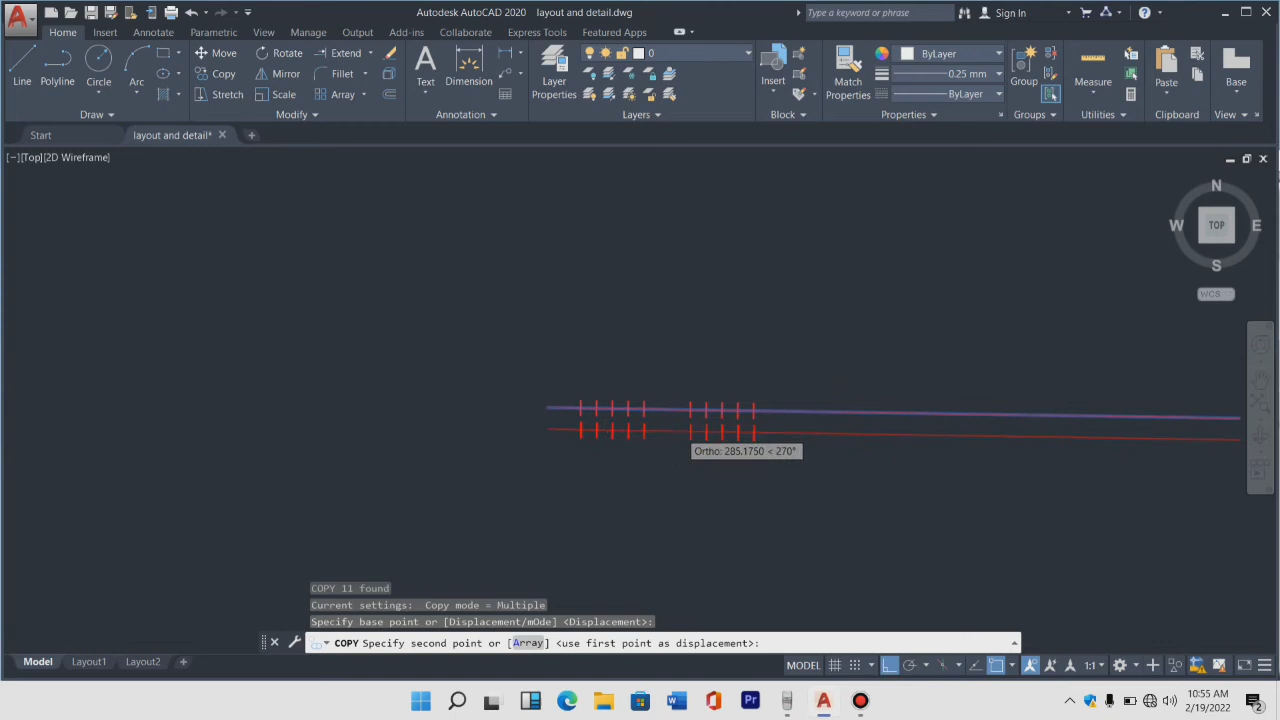 Autodesk AutoCAD 2020 layout and detail.dwg
Type a keyword or phrase
Sign In
Home Insert Annotate Parametric View Manage Output Add-ins Collaborate Express Tools Featured Apps
Line
Polyline
Circle
Arc
Move
Rotate
Extend
Copy
Mirror
Fillet
Stretch
Scale
Array
Text
Dimension
Layer
Properties
0
Insert
Match
Properties
ByLayer
0.25 mm
ByLayer
Group
Measure
Paste
Base
Draw
Modify
Annotation
Layers
Block
Properties
Groups
Utilities
Clipboard
View
Start
layout and detail*
[−][Top][2D Wireframe]
N
W
TOP
E
S
WCS
Ortho: 285.1750 < 270°
COPY 11 found
Current settings: Copy mode = Multiple
Specify base point or [Displacement/mOde] <Displacement>:
COPY Specify second point or [Array] <use first point as displacement>:
Model Layout1 Layout2
MODEL
1:1
W
Pr
A
10:55 AM
2/19/2022
2